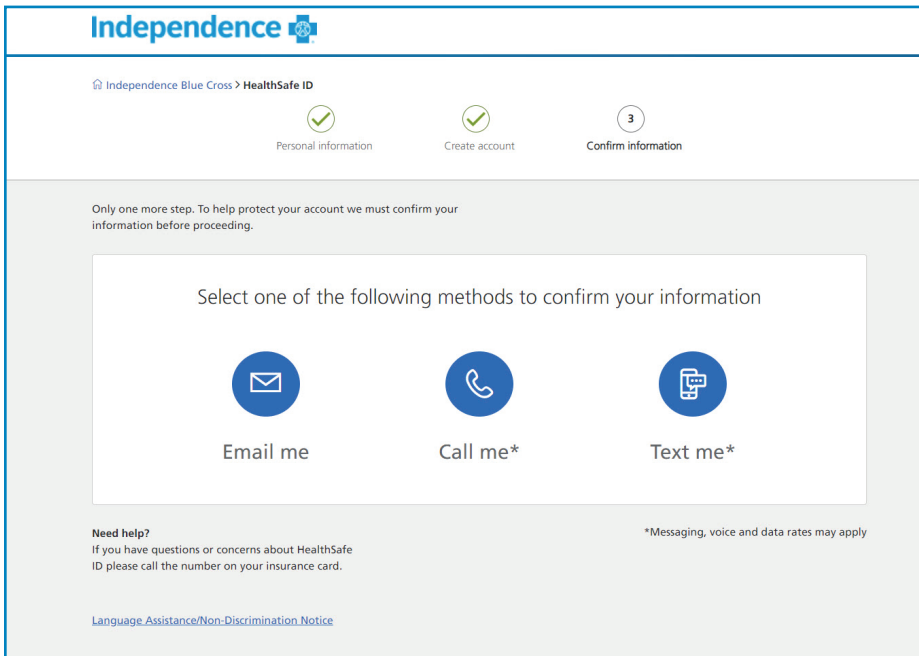 Independence
Independence Blue Cross > HealthSafe ID
3
Personal information
Create account
Confirm information
Only one more step. To help protect your account we must confirm your
information before proceeding.
Select one of the following methods to confirm your information
Email me
Call me*
Text me*
Need help?
If you have questions or concerns about HealthSafe
ID please call the number on your insurance card.
*Messaging, voice and data rates may apply
Language Assistance/Non-Discrimination Notice